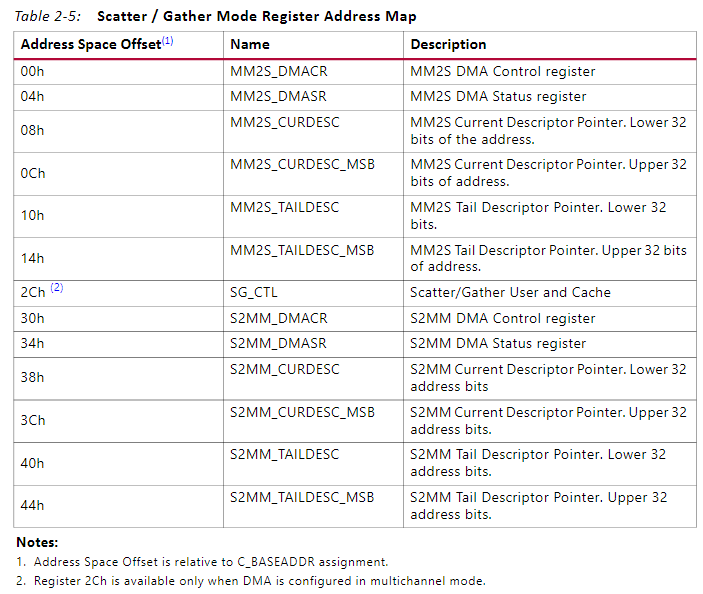 Table 2-5: Scatter / Gather Mode Register Address Map
Address Space Offset(1) Name Description
00h MM2S_DMACR MM2S DMA Control register
04h MM2S_DMASR MM2S DMA Status register
08h MM2S_CURDESC MM2S Current Descriptor Pointer. Lower 32
bits of the address.
0Ch MM2S_CURDESC_MSB MM2S Current Descriptor Pointer. Upper 32
bits of address.
10h MM2S_TAILDESC MM2S Tail Descriptor Pointer. Lower 32
bits.
14h MM2S_TAILDESC_MSB MM2S Tail Descriptor Pointer. Upper 32 bits
of address.
2Ch (2) SG_CTL Scatter/Gather User and Cache
30h S2MM_DMACR S2MM DMA Control register
34h S2MM_DMASR S2MM DMA Status register
38h S2MM_CURDESC S2MM Current Descriptor Pointer. Lower 32
address bits
3Ch S2MM_CURDESC_MSB S2MM Current Descriptor Pointer. Upper 32
address bits.
40h S2MM_TAILDESC S2MM Tail Descriptor Pointer. Lower 32
address bits.
44h S2MM_TAILDESC_MSB S2MM Tail Descriptor Pointer. Upper 32
address bits.
Notes:
1. Address Space Offset is relative to C_BASEADDR assignment.
2. Register 2Ch is available only when DMA is configured in multichannel mode.